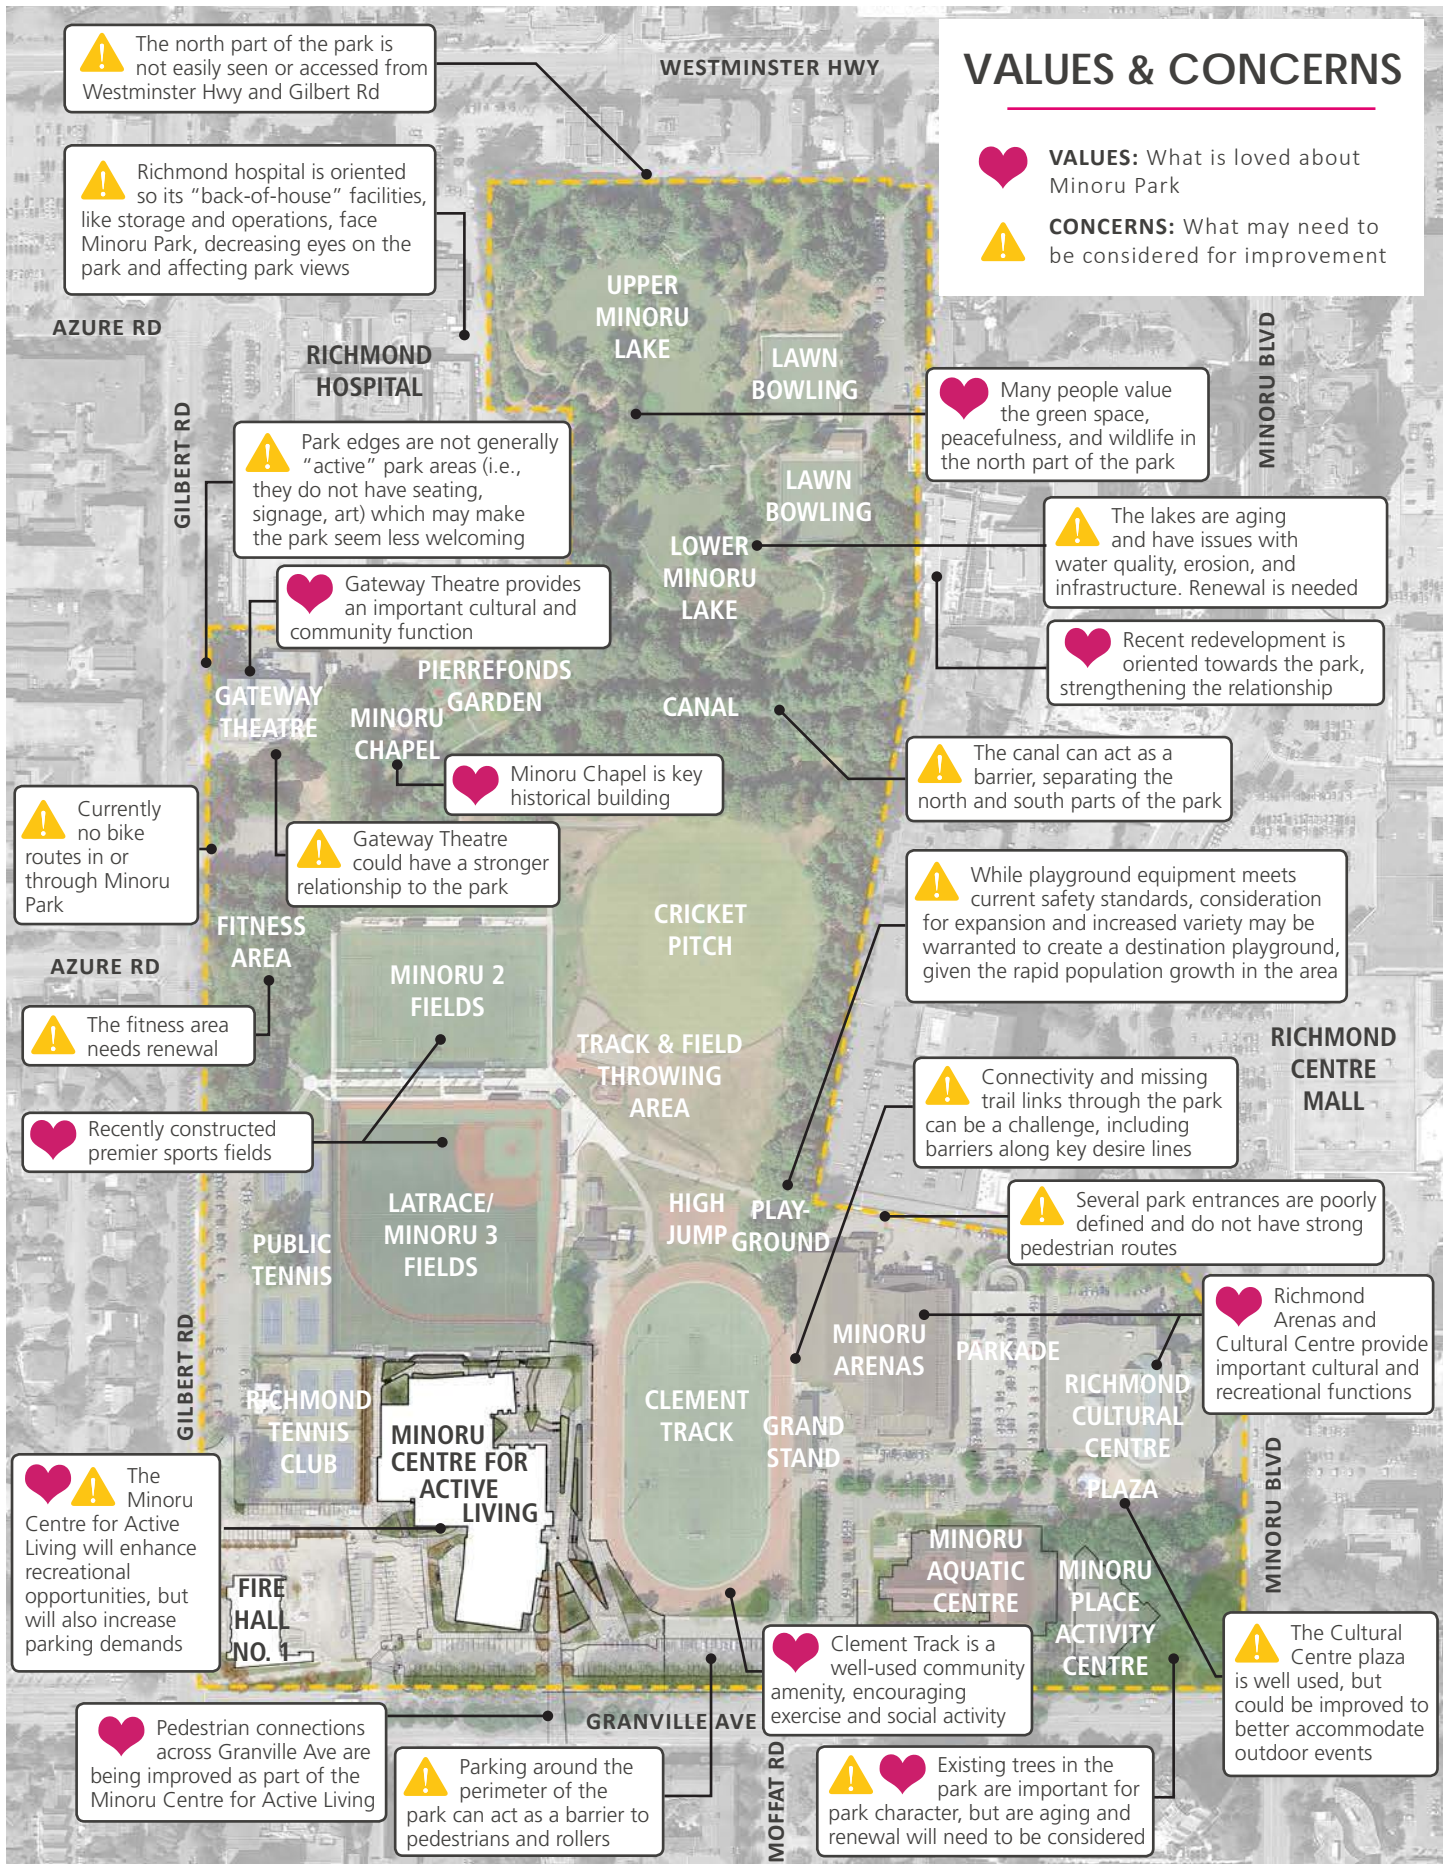 VALUES & CONCERNS
VALUES: What is loved about
Minoru Park
CONCERNS: What may need to
be considered for improvement
The north part of the park is
not easily seen or accessed from
Westminster Hwy and Gilbert Rd
WESTMINSTER HWY
Richmond hospital is oriented
so its “back-of-house” facilities,
like storage and operations, face
Minoru Park, decreasing eyes on the
park and affecting park views
AZURE RD
RICHMOND
HOSPITAL
UPPER
MINORU
LAKE
LAWN
BOWLING
MINORU BLVD
GILBERT RD
Many people value
the green space,
peacefulness, and wildlife in
the north part of the park
Park edges are not generally
“active” park areas (i.e.,
they do not have seating,
signage, art) which may make
the park seem less welcoming
LAWN
BOWLING
The lakes are aging
and have issues with
water quality, erosion, and
infrastructure. Renewal is needed
LOWER
MINORU
LAKE
Gateway Theatre provides
an important cultural and
community function
Recent redevelopment is
oriented towards the park,
strengthening the relationship
PIERREFONDS
GARDEN
GATEWAY
THEATRE
MINORU
CHAPEL
CANAL
The canal can act as a
barrier, separating the
north and south parts of the park
Minoru Chapel is key
historical building
Currently
no bike
routes in or
through Minoru
Park
Gateway Theatre
could have a stronger
relationship to the park
While playground equipment meets
current safety standards, consideration
for expansion and increased variety may be
warranted to create a destination playground,
given the rapid population growth in the area
CRICKET
PITCH
FITNESS
AREA
AZURE RD
MINORU 2
FIELDS
The fitness area
needs renewal
RICHMOND
CENTRE
MALL
TRACK & FIELD
THROWING
AREA
Connectivity and missing
trail links through the park
can be a challenge, including
barriers along key desire lines
Recently constructed
premier sports fields
Several park entrances are poorly
defined and do not have strong
pedestrian routes
LATRACE/
MINORU 3
FIELDS
HIGH
JUMP
PLAY-
GROUND
PUBLIC
TENNIS
Richmond
Arenas and
Cultural Centre provide
important cultural and
recreational functions
GILBERT RD
MINORU
ARENAS
PARKADE
RICHMOND
CULTURAL
CENTRE
RICHMOND
TENNIS
CLUB
MINORU
CENTRE FOR
ACTIVE
LIVING
CLEMENT
TRACK
GRAND
STAND
PLAZA
MINORU BLVD
The
Minoru
Centre for Active
Living will enhance
recreational
opportunities, but
will also increase
parking demands
MINORU
AQUATIC
CENTRE
MINORU
PLACE
ACTIVITY
CENTRE
FIRE
HALL
NO. 1
Clement Track is a
well-used community
amenity, encouraging
exercise and social activity
The Cultural
Centre plaza
is well used, but
could be improved to
better accommodate
outdoor events
Pedestrian connections
across Granville Ave are
being improved as part of the
Minoru Centre for Active Living
GRANVILLE AVE
Parking around the
perimeter of the
park can act as a barrier to
pedestrians and rollers
MOFFAT RD
Existing trees in the
park are important for
park character, but are aging and
renewal will need to be considered